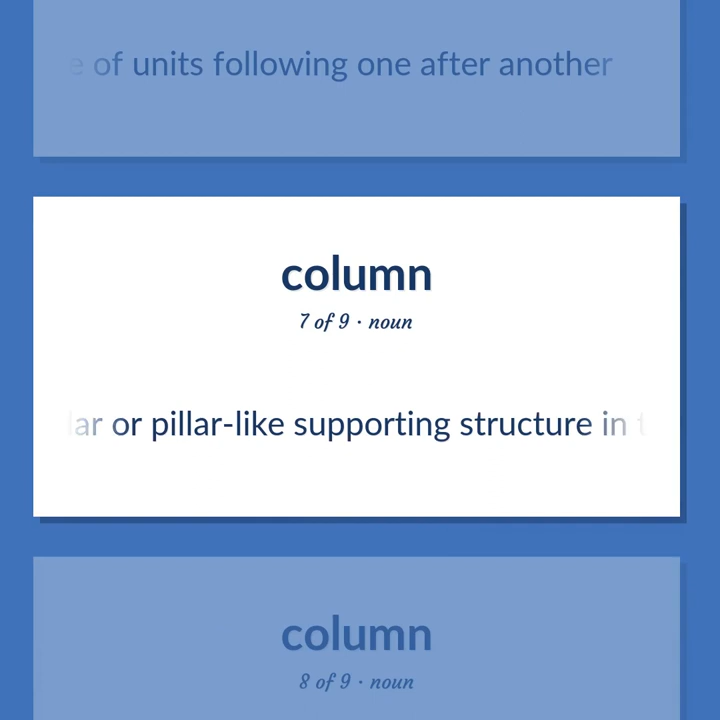 of units following one after another
column
7 of 9 · noun
or pillar-like supporting structure in
column
8 of 9 · noun